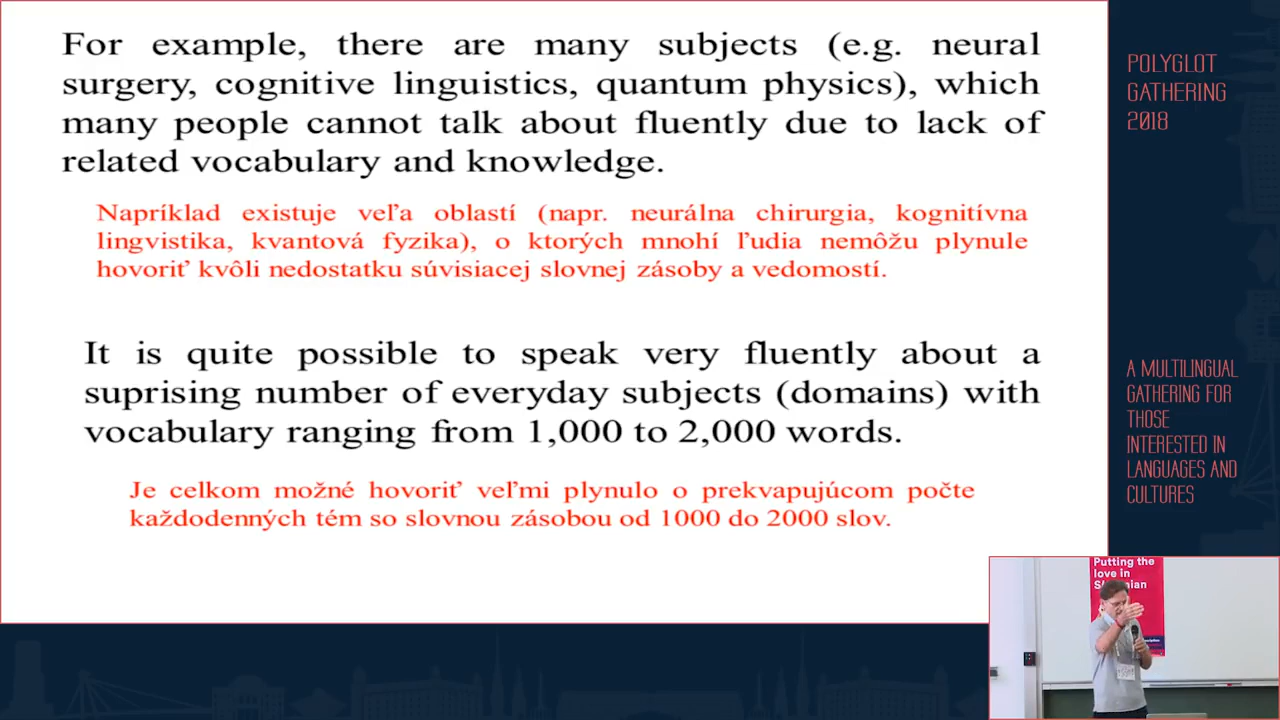 For example, there are many subjects (e.g. neural
surgery, cognitive linguistics, quantum physics), which
many people cannot talk about fluently due to lack of
related vocabulary and knowledge.
Napríklad existuje veľa oblastí (napr. neurálna chirurgia, kognitívna
lingvistika, kvantová fyzika), o ktorých mnohí ľudia nemôžu plynule
hovoriť kvôli nedostatku súvisiacej slovnej zásoby a vedomostí.
It is quite possible to speak very fluently about a
suprising number of everyday subjects (domains) with
vocabulary ranging from 1,000 to 2,000 words.
Je celkom možné hovoriť veľmi plynulo o prekvapujúcom počte
každodenných tém so slovnou zásobou od 1000 do 2000 slov.
POLYGLOT
GATHERING
2018
A MULTILINGUAL
GATHERING FOR
THOSE
INTERESTED IN
LANGUAGES AND
CULTURES
Putting the
love in